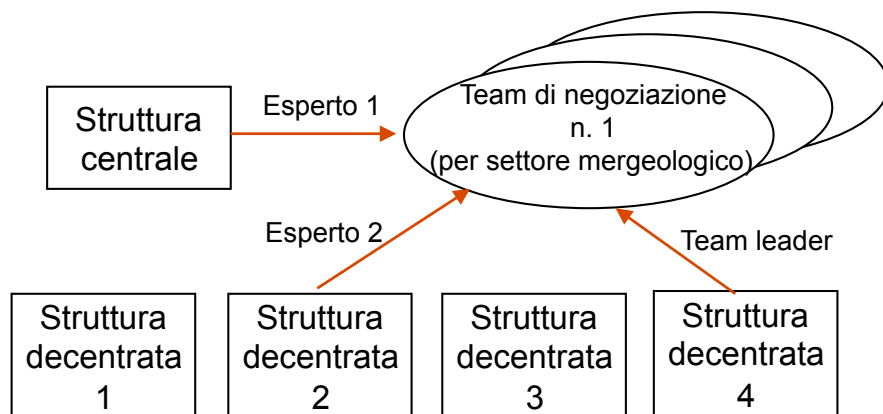 Team di negoziazione
n. 1
(per settore mergeologico)
Esperto 1
Struttura
centrale
Esperto 2
Team leader
Struttura
decentrata
1
Struttura
decentrata
2
Struttura
decentrata
3
Struttura
decentrata
4